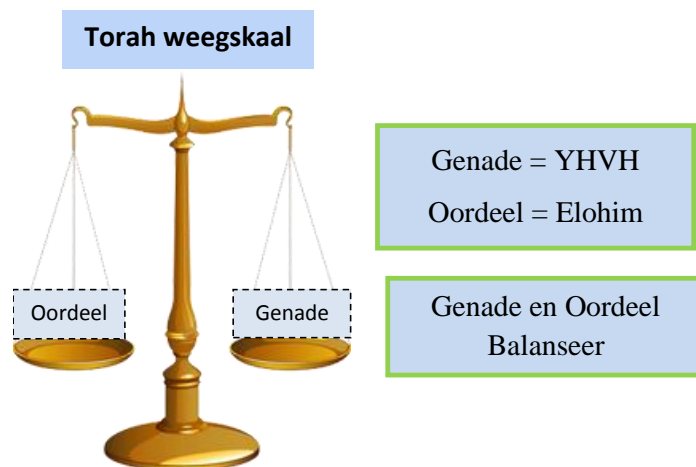 Torah weegskaal
Oordeel
Genade
Genade = YHVH
Oordeel = Elohim
Genade en Oordeel
Balanseer